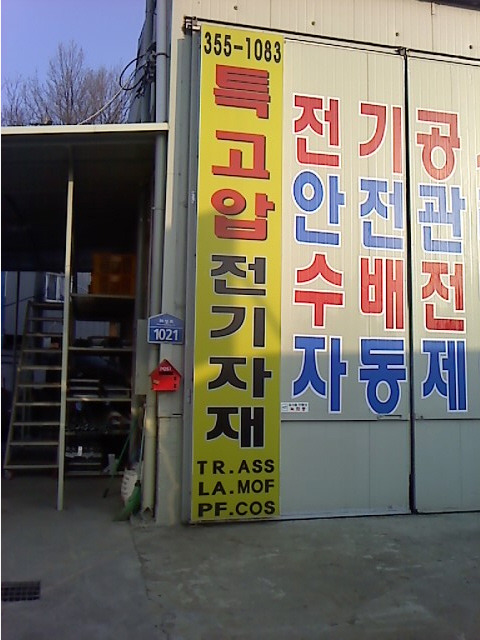 355-1083
특고압
전기자재
TR.ASS
LA.MOF
PF.COS
전기공
안전관
수배전
자동제
1021